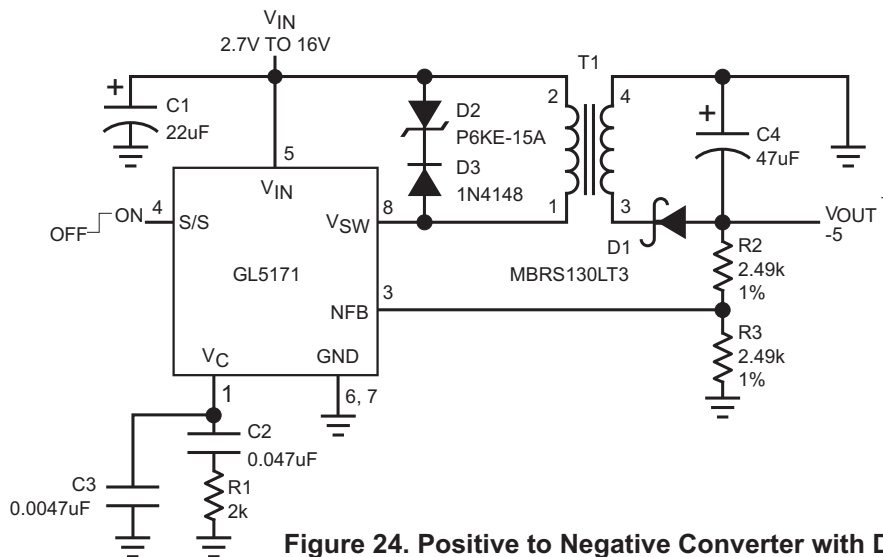 VIN
2.7V TO 16V
T1
+
C1
22uF
D2
P6KE-15A
D3
1N4148
2
4
+
C4
47uF
5
VIN
1
3
OFF
ON
4
S/S
VSW
8
VOUT
-5
D1
MBRS130LT3
R2
2.49k
1%
GL5171
3
NFB
R3
2.49k
1%
VC
GND
1
6, 7
C2
0.047uF
C3
0.0047uF
R1
2k
Figure 24. Positive to Negative Converter with D